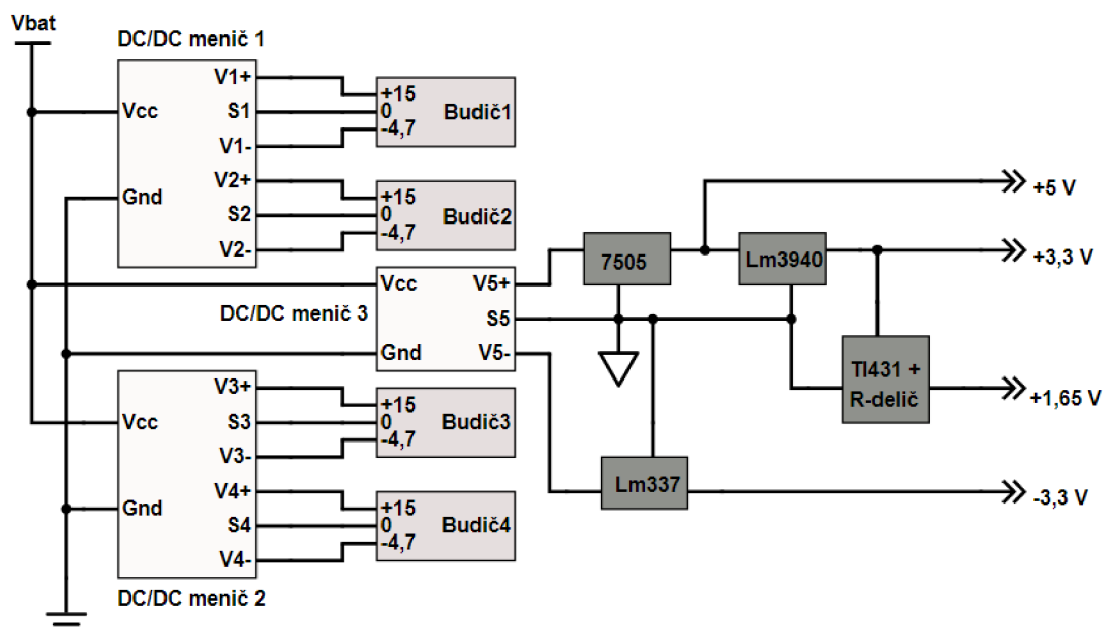 Vbat
DC/DC menič 1
Vcc
Gnd
V1+
S1
V1-
V2+
S2
V2-
+15
0
-4,7
Budič1
+15
0
-4,7
Budič2
DC/DC menič 3
Vcc
Gnd
V5+
S5
V5-
7505
Lm3940
Tl431 +
R-delič
Lm337
+5 V
+3,3 V
+1,65 V
-3,3 V
Vcc
Gnd
V3+
S3
V3-
V4+
S4
V4-
+15
0
-4,7
Budič3
+15
0
-4,7
Budič4
DC/DC menič 2